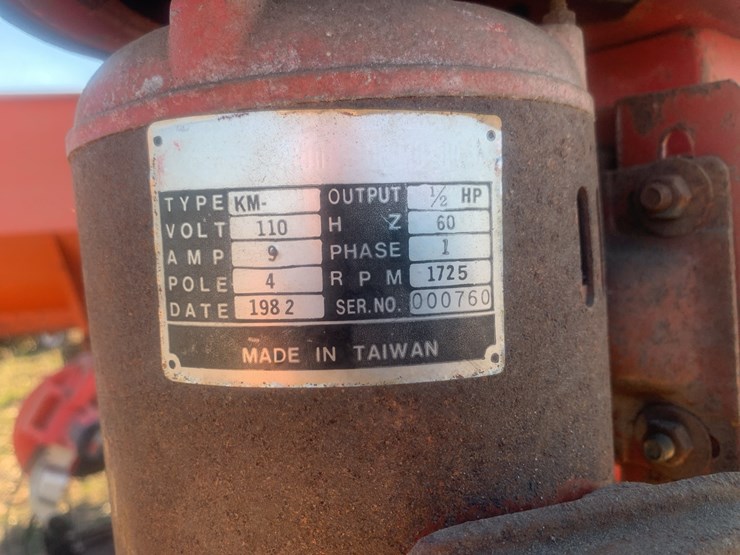 TYPE KM- OUTPUT 1/2 HP
VOLT 110 H Z 60
AMP 9 PHASE 1
POLE 4 R P M 1725
DATE 1982 SER.NO. 000760
MADE IN TAIWAN